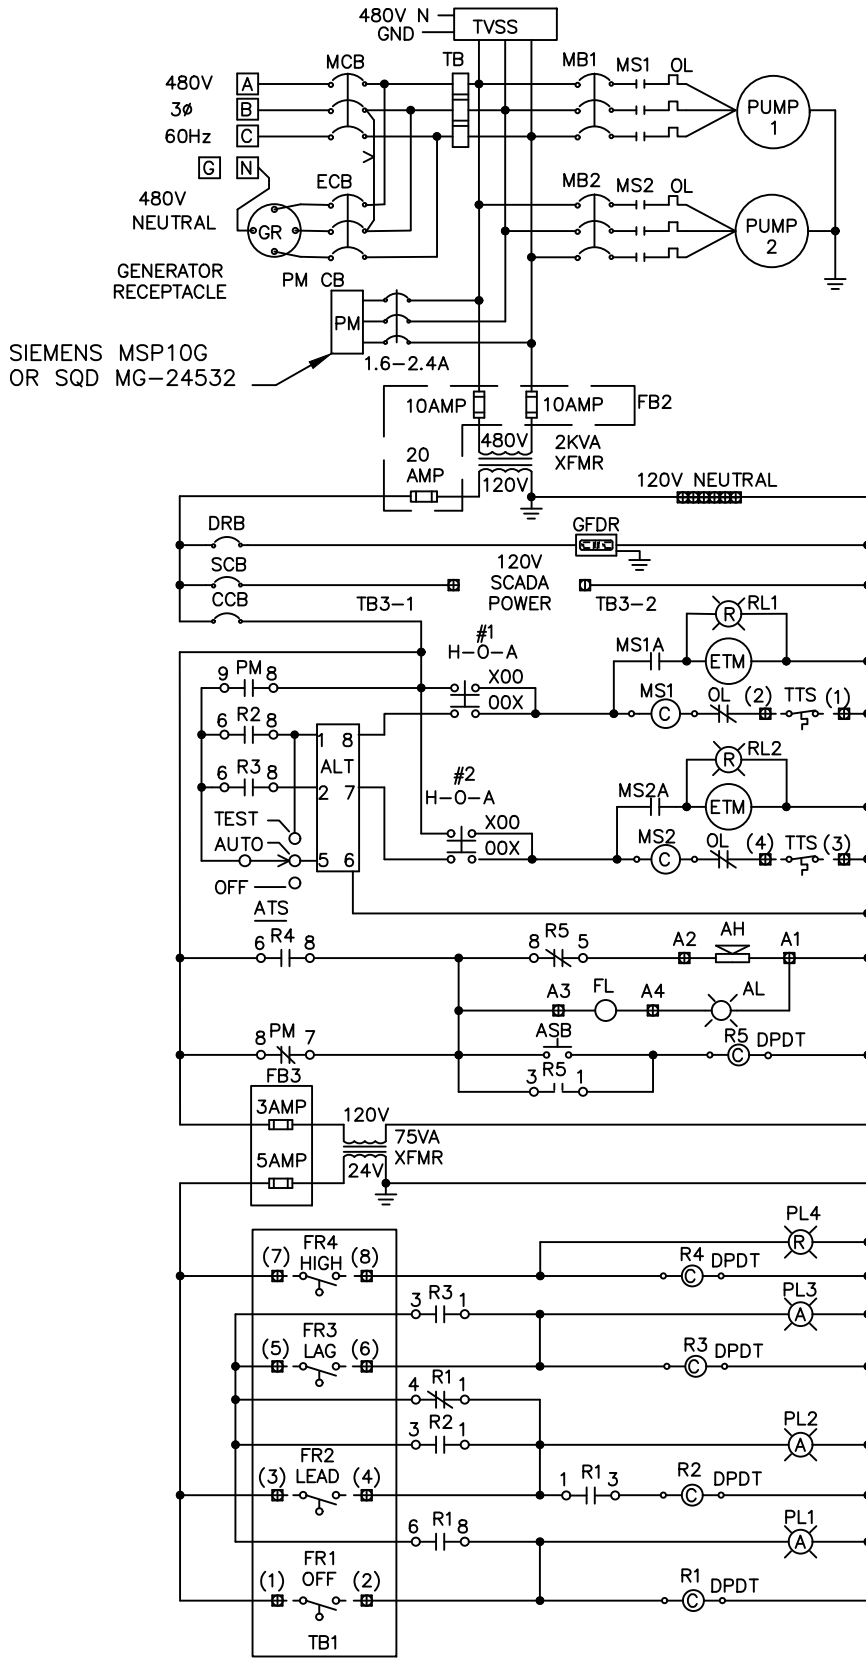 480V N
GND
TVSS
MCB
TB
MB1
MS1
OL
480V
A
3ø
B
60Hz
C
G
N
PUMP
1
480V
NEUTRAL
ECB
GR
GENERATOR
RECEPTACLE
MB2
MS2
OL
PUMP
2
PM CB
PM
1.6-2.4A
SIEMENS MSP10G
OR SQD MG-24532
10AMP
10AMP
FB2
480V
2KVA
XFMR
20
AMP
120V
120V NEUTRAL
DRB
GFDR
SCB
120V
SCADA
POWER
TB3-1
TB3-2
CCB
#1
H-O-A
X00
00X
MS1A
R
RL1
ETM
MS1
C
OL
(2)
TTS
(1)
9 PM 8
6 R2 8
6 R3 8
1 8
ALT
2 7
5 6
#2
H-O-A
X00
00X
MS2A
R
RL2
ETM
MS2
C
OL
(4)
TTS
(3)
TEST
AUTO
OFF
ATS
6 R4 8
8 R5 5
A2
AH
A1
A3
FL
A4
AL
8 PM 7
ASB
R5
DPDT
C
3 R5 1
FB3
3AMP
120V
75VA
XFMR
5AMP
24V
PL4
R
(7)
FR4
HIGH
(8)
R4
DPDT
C
3 R3 1
PL3
A
(5)
FR3
LAG
(6)
R3
DPDT
C
4 R1 1
3 R2 1
PL2
A
(3)
FR2
LEAD
(4)
1 R1 3
R2
DPDT
C
6 R1 8
PL1
A
(1)
FR1
OFF
(2)
R1
DPDT
C
TB1